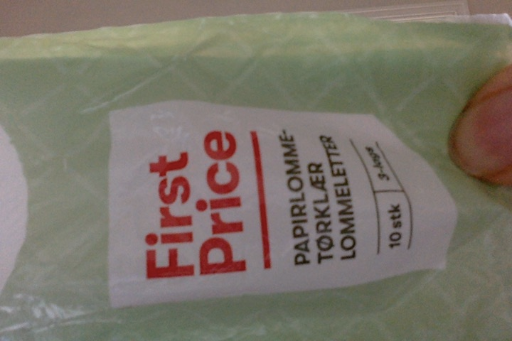 First
Price
PAPIRLOMME-
TØRKLÆR
LOMMELETTER
10 stk
3-lags